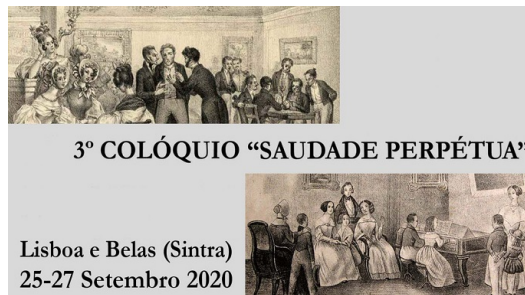 3º COLÓQUIO “SAUDADE PERPÉTUA”
Lisboa e Belas (Sintra)
25-27 Setembro 2020